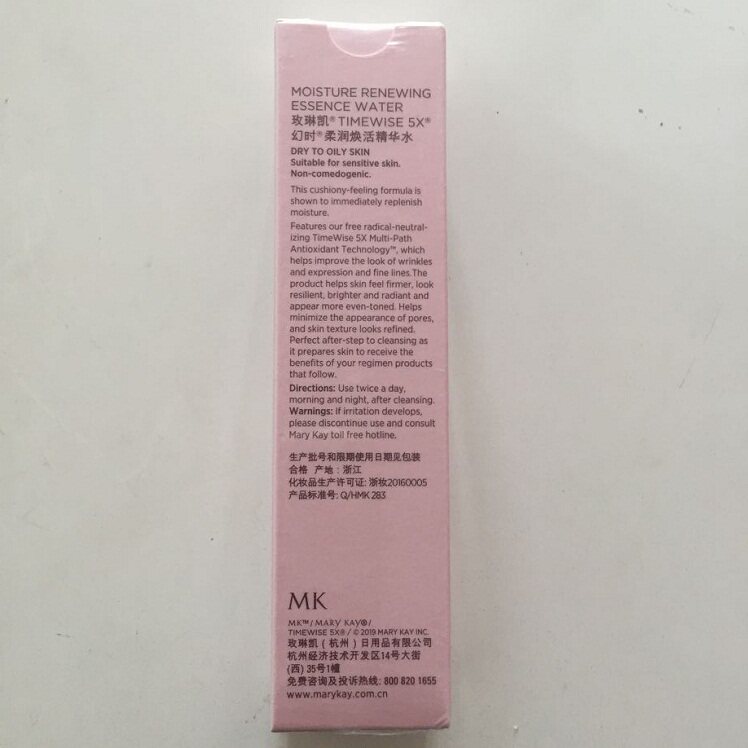 MOISTURE RENEWING
ESSENCE WATER
玫琳凯® TIMEWISE 5X®
幻时®柔润焕活精华水
DRY TO OILY SKIN
Suitable for sensitive skin.
Non-comedogenic.
This cushiony-feeling formula is
shown to immediately replenish
moisture.
Features our free radical-neutral-
izing TimeWise 5X Multi-Path
Antioxidant Technology™, which
helps improve the look of wrinkles
and expression and fine lines.The
product helps skin feel firmer, look
resilient, brighter and radiant and
appear more even-toned. Helps
minimize the appearance of pores,
and skin texture looks refined.
Perfect after-step to cleansing as
it prepares skin to receive the
benefits of your regimen products
that follow.
Directions: Use twice a day,
morning and night, after cleansing.
Warnings: If irritation develops,
please discontinue use and consult
Mary Kay toll free hotline.
生产批号和限期使用日期见包装
合格 产地：浙江
化妆品生产许可证: 浙妆20160005
产品标准号: Q/HMK 283
MK
MK™/ MARY KAY®/
TIMEWISE 5X® / © 2019 MARY KAY INC.
玫琳凯（杭州）日用品有限公司
杭州经济技术开发区14号大街
(西) 35号1幢
免费咨询及投诉热线: 800 820 1655
www.marykay.com.cn